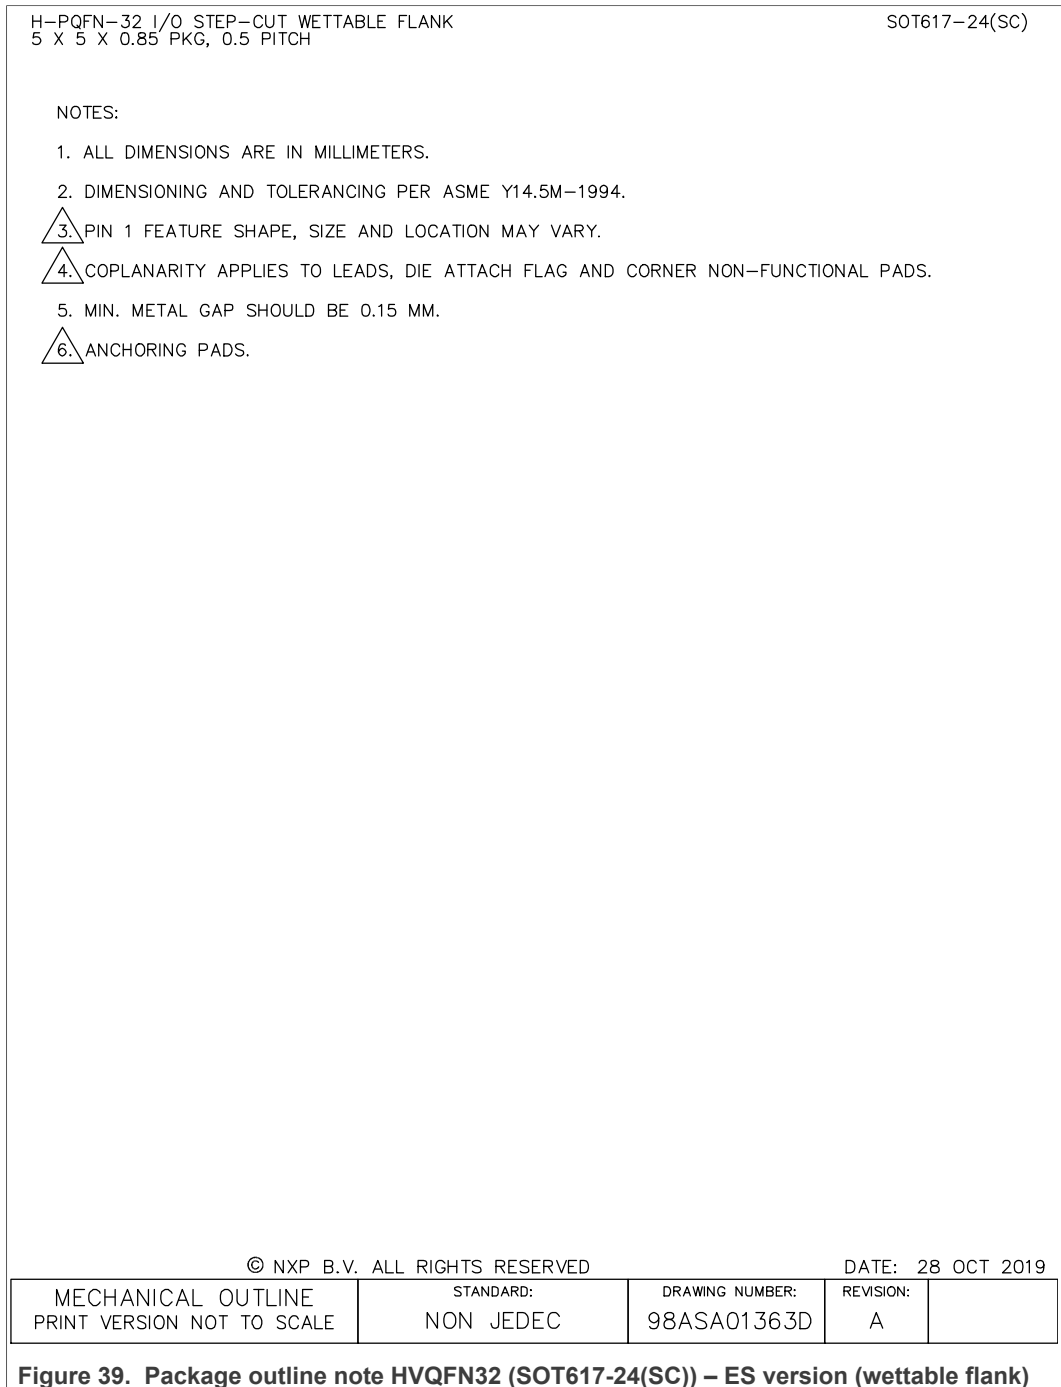 H-PQFN-32 I/O STEP-CUT WETTABLE FLANK
5 X 5 X 0.85 PKG, 0.5 PITCH
SOT617-24(SC)
NOTES:
1. ALL DIMENSIONS ARE IN MILLIMETERS.
2. DIMENSIONING AND TOLERANCING PER ASME Y14.5M-1994.
3. PIN 1 FEATURE SHAPE, SIZE AND LOCATION MAY VARY.
4. COPLANARITY APPLIES TO LEADS, DIE ATTACH FLAG AND CORNER NON-FUNCTIONAL PADS.
5. MIN. METAL GAP SHOULD BE 0.15 MM.
6. ANCHORING PADS.
© NXP B.V. ALL RIGHTS RESERVED
DATE: 28 OCT 2019
MECHANICAL OUTLINE
PRINT VERSION NOT TO SCALE
STANDARD:
NON JEDEC
DRAWING NUMBER:
98ASA01363D
REVISION:
A
Figure 39. Package outline note HVQFN32 (SOT617-24(SC)) – ES version (wettable flank)